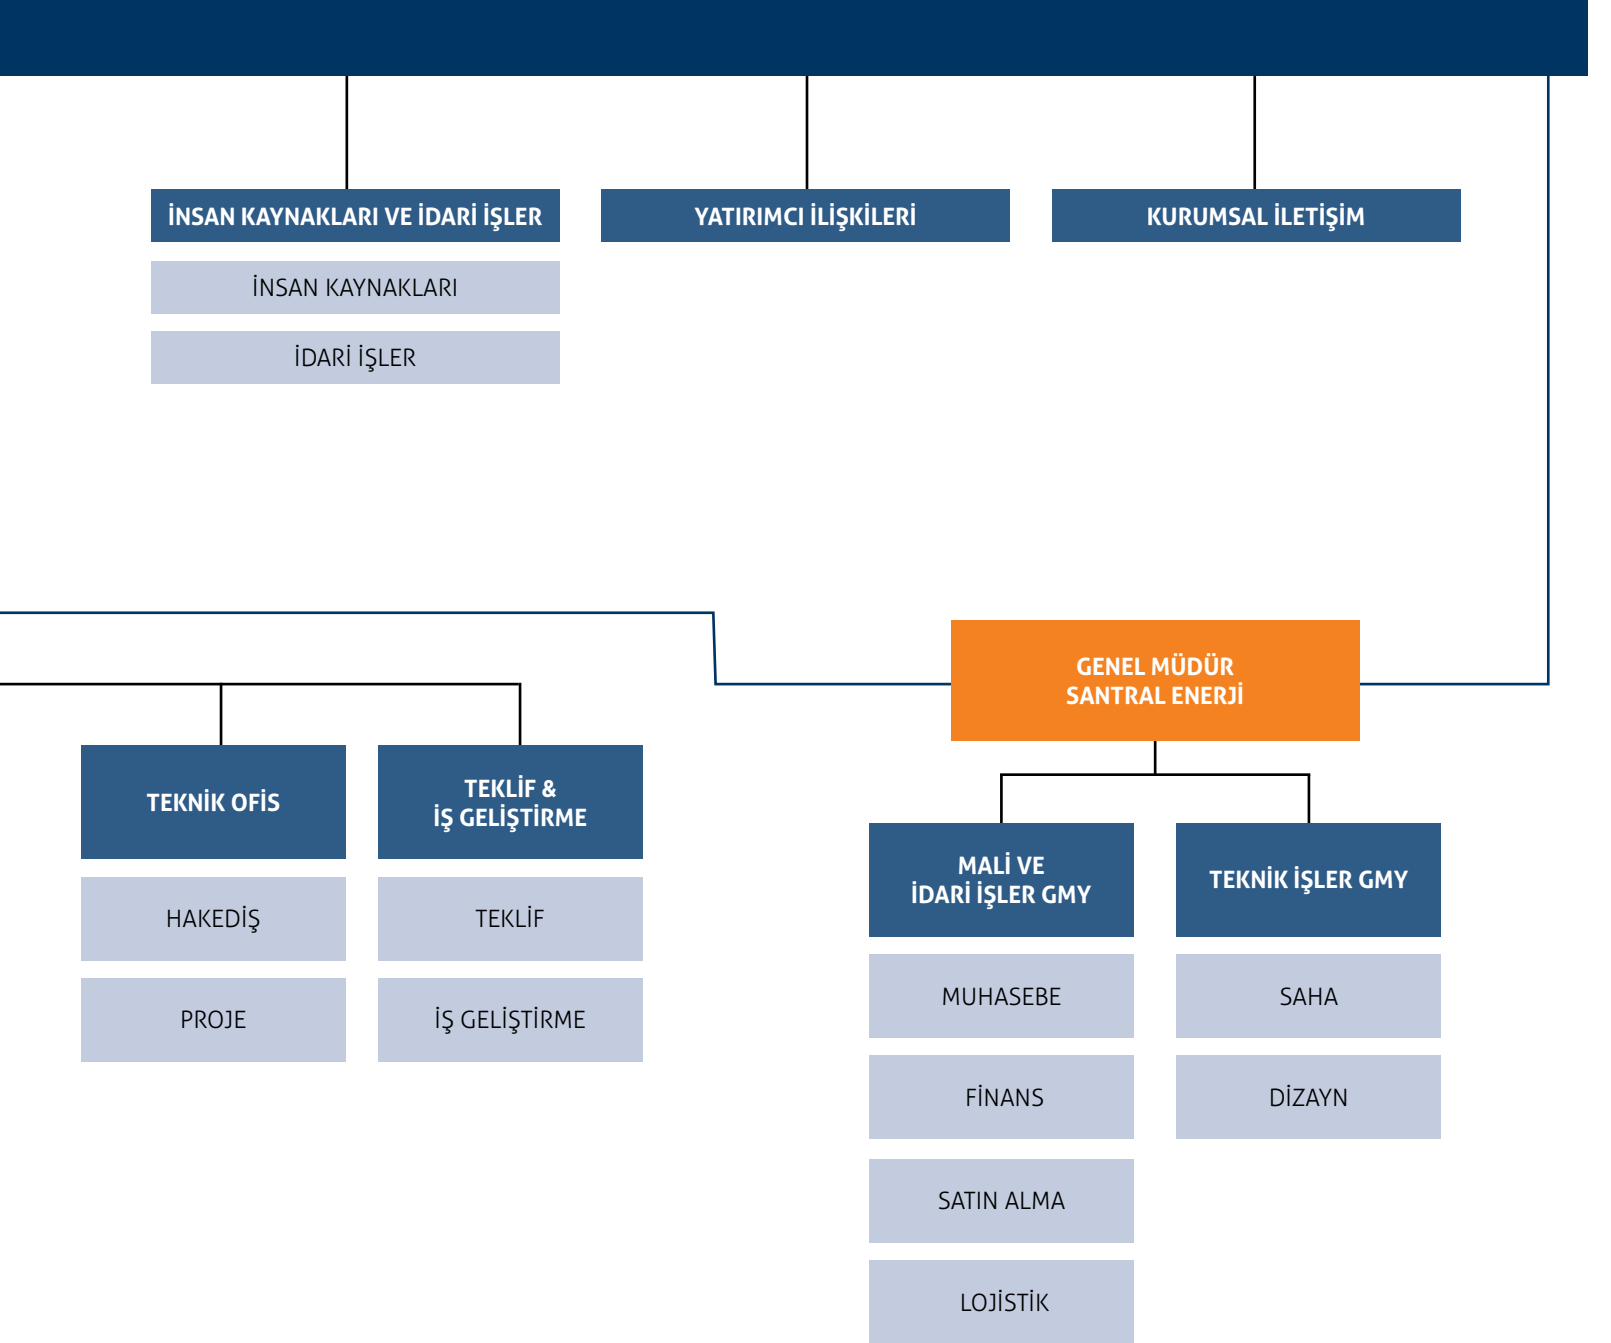 İNSAN KAYNAKLARI VE İDARİ İŞLER
YATIRIMCI İLİŞKİLERİ
KURUMSAL İLETİŞİM
İNSAN KAYNAKLARI
İDARİ İŞLER
GENEL MÜDÜR
SANTRAL ENERJİ
TEKNİK OFİS
TEKLİF &
İŞ GELİŞTİRME
HAKEDİŞ
TEKLİF
PROJE
İŞ GELİŞTİRME
MALİ VE
İDARİ İŞLER GMY
TEKNİK İŞLER GMY
MUHASEBE
SAHA
FİNANS
DİZAYN
SATIN ALMA
LOJİSTİK